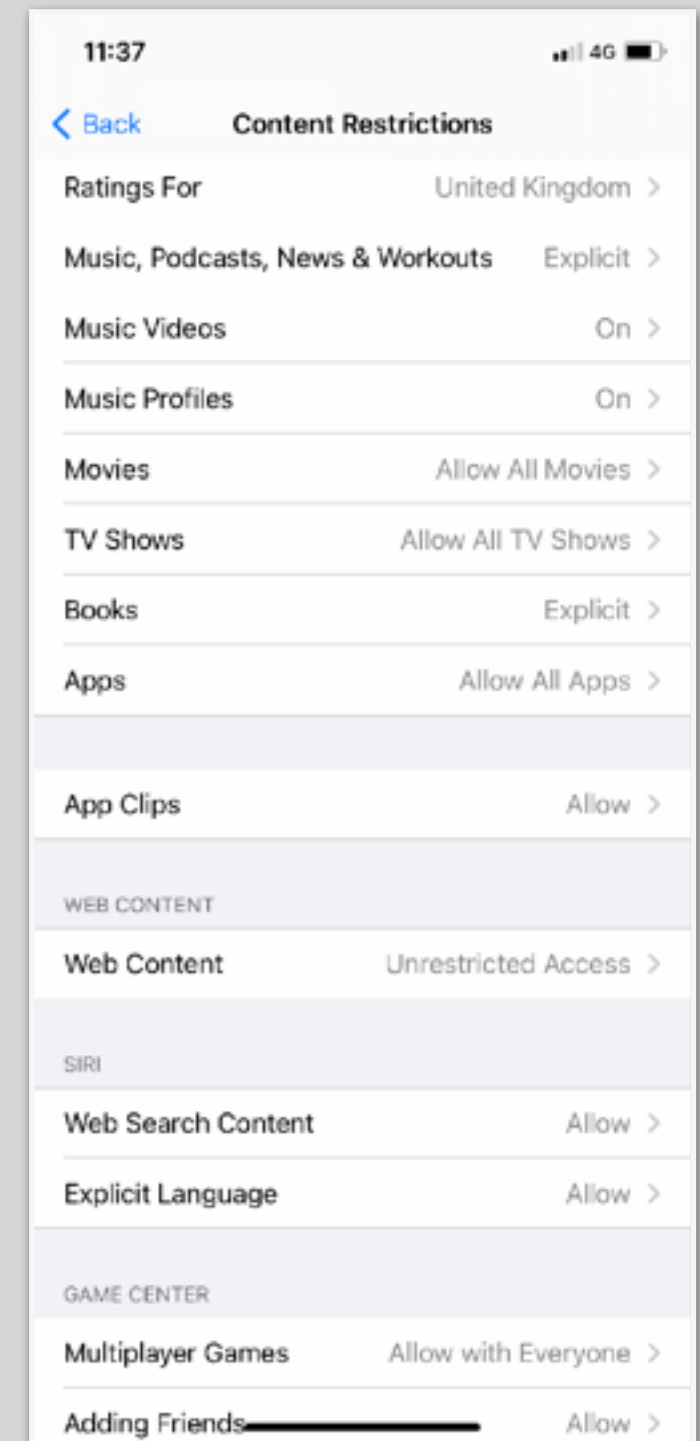 11:37 4G
Back Content Restrictions
Ratings For United Kingdom
Music, Podcasts, News & Workouts Explicit
Music Videos On
Music Profiles On
Movies Allow All Movies
TV Shows Allow All TV Shows
Books Explicit
Apps Allow All Apps
App Clips Allow
WEB CONTENT
Web Content Unrestricted Access
SIRI
Web Search Content Allow
Explicit Language Allow
GAME CENTER
Multiplayer Games Allow with Everyone
Adding Friends Allow